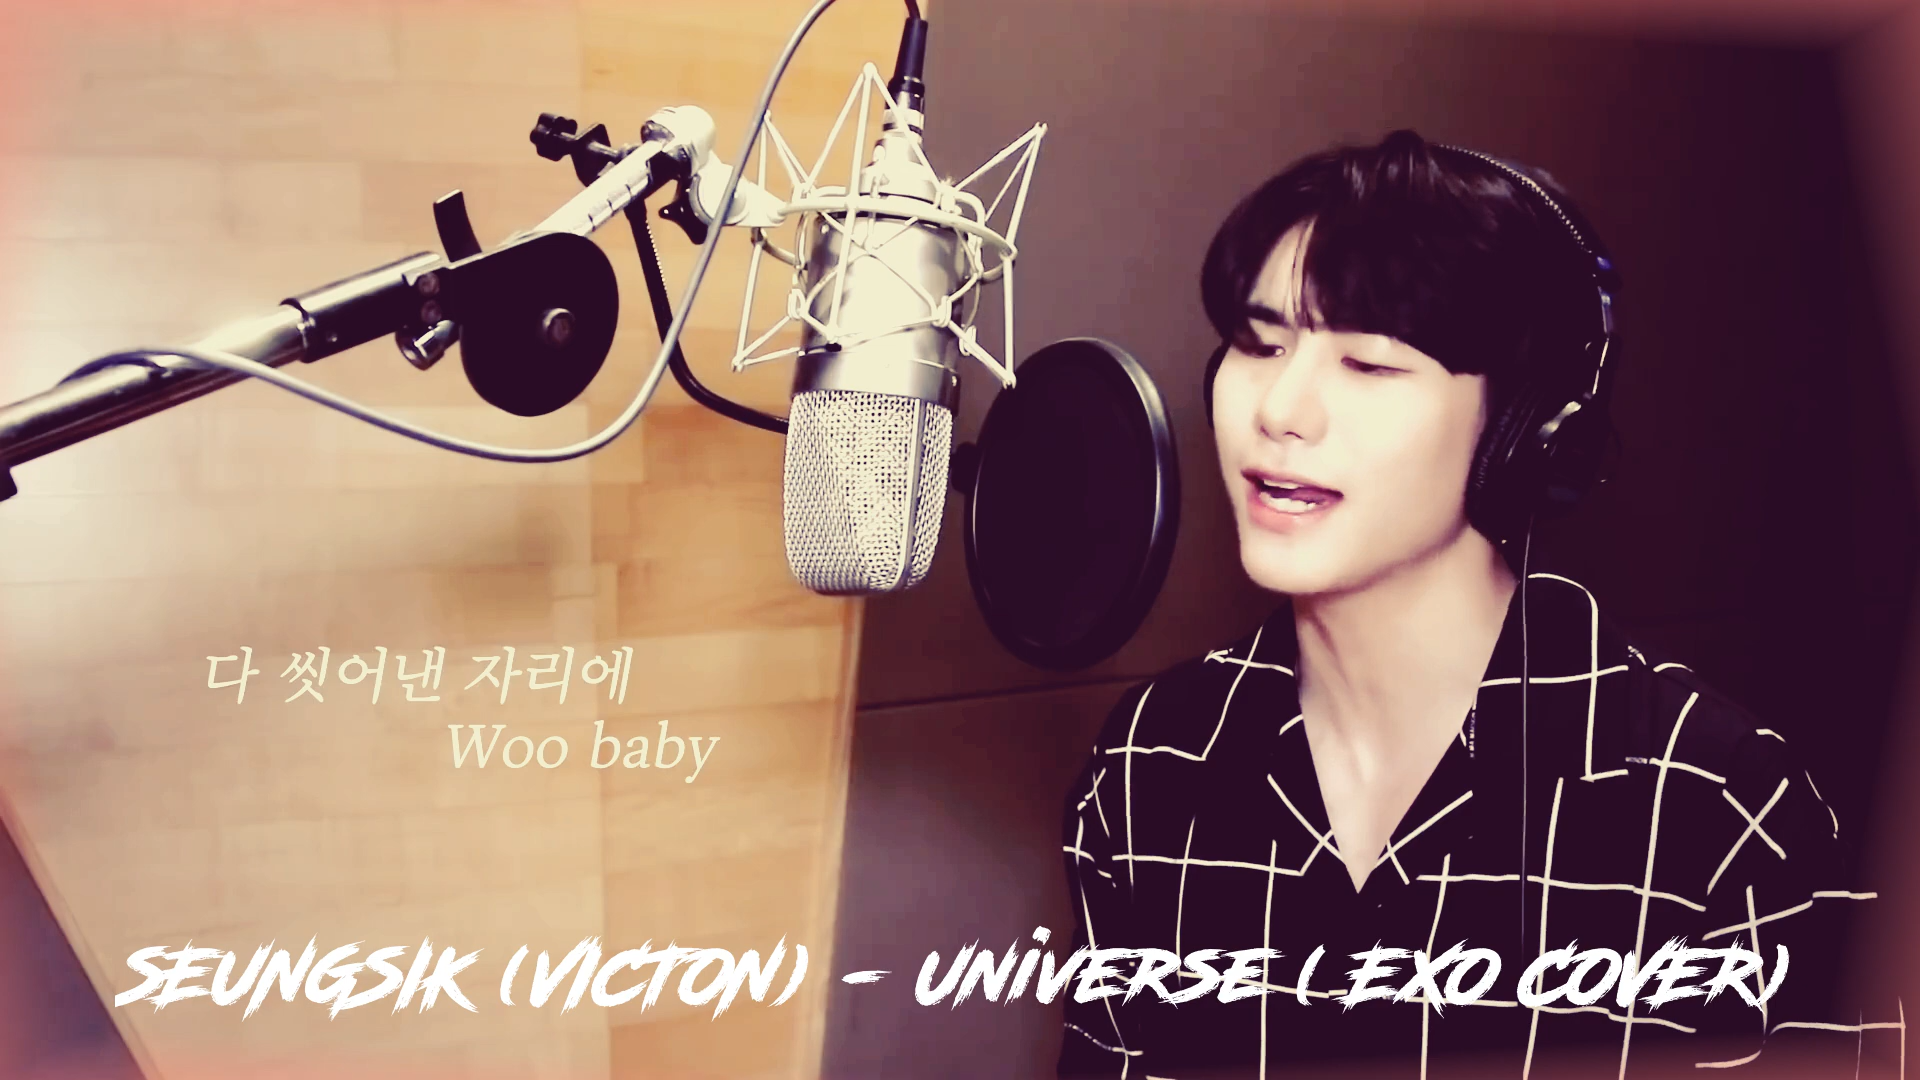 다 씻어낸 자리에
Woo baby
SEUNGSIK (VICTON) - UNIVERSE ( EXO COVER)